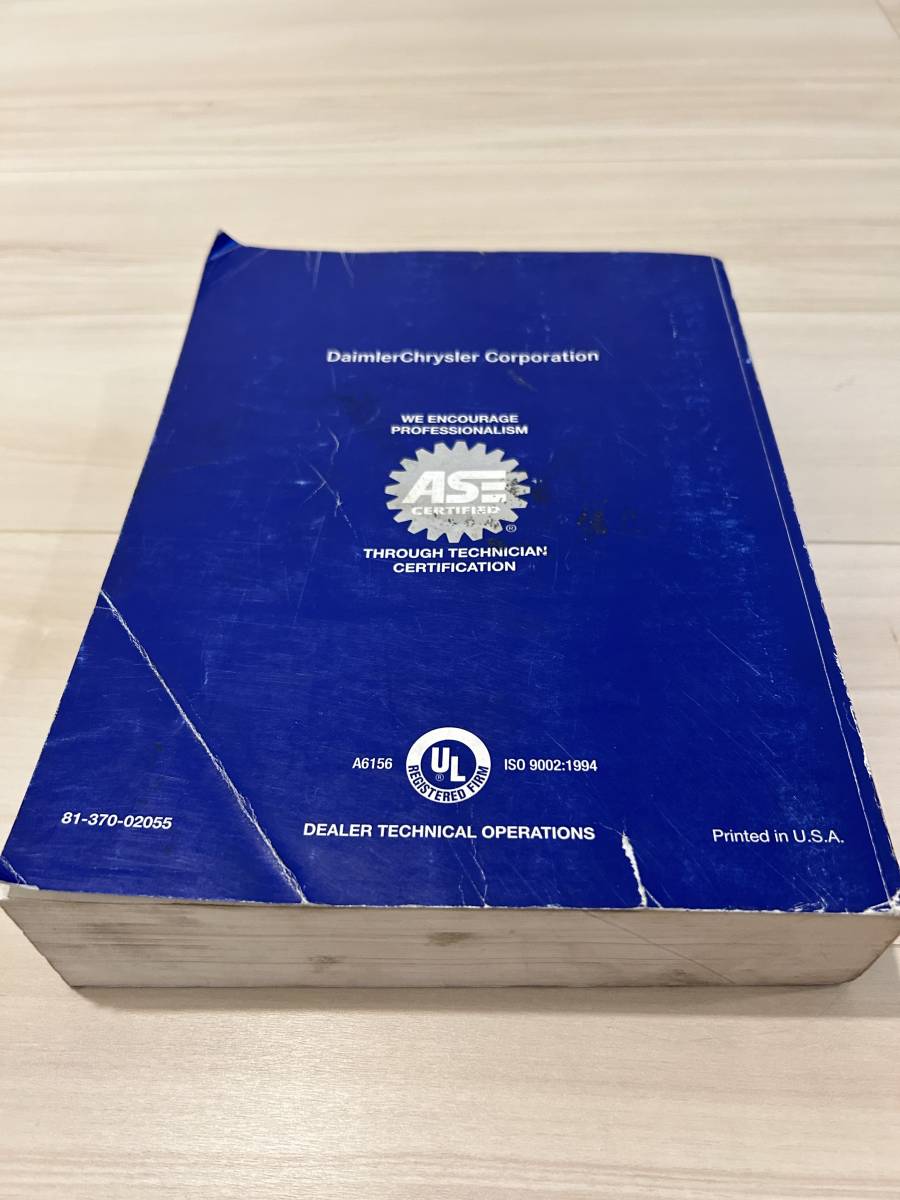 DaimlerChrysler Corporation
WE ENCOURAGE
PROFESSIONALISM
ASE
CERTIFIED
®
THROUGH TECHNICIAN
CERTIFICATION
A6156
UL
®
REGISTERED FIRM
ISO 9002:1994
81-370-02055
DEALER TECHNICAL OPERATIONS
Printed in U.S.A.